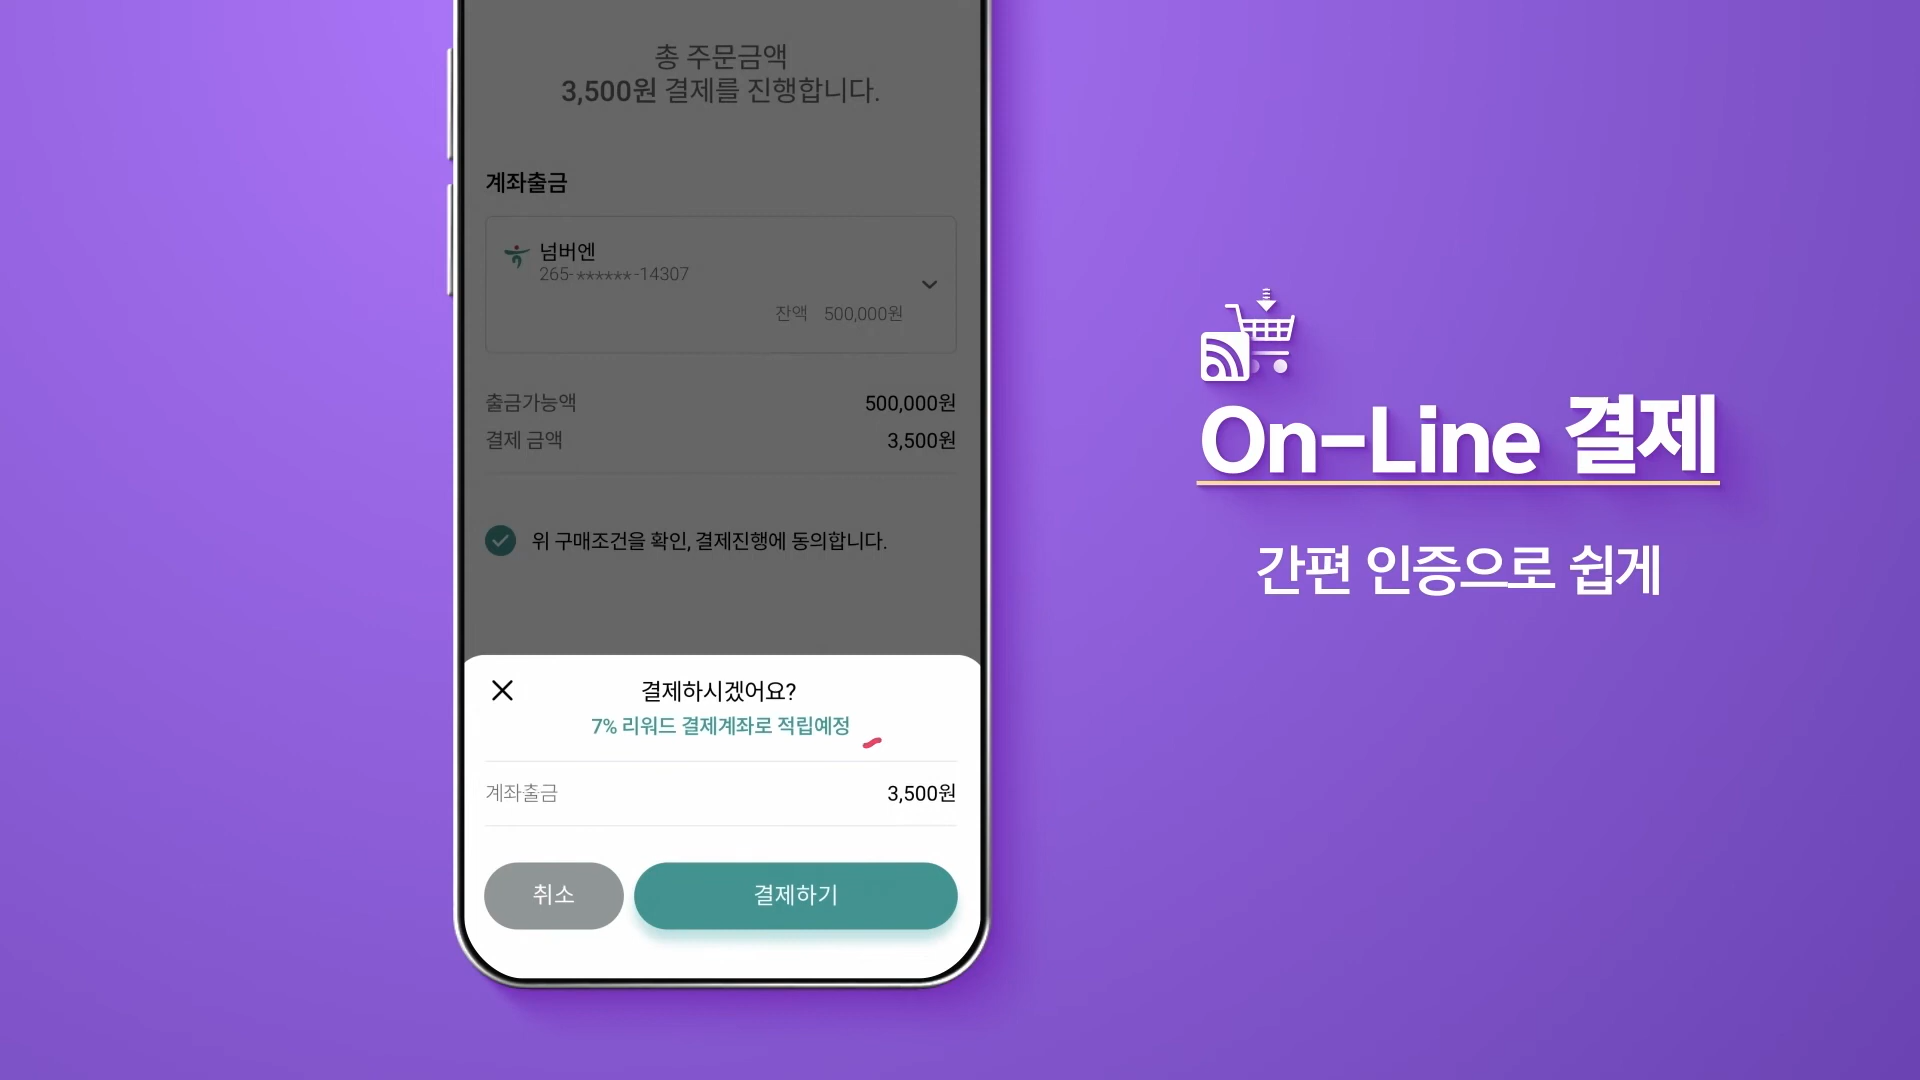 총 주문금액
3,500원 결제를 진행합니다.
계좌출금
넘버엔
265-******-14307
잔액 500,000원
출금가능액 500,000원
결제 금액 3,500원
위 구매조건을 확인, 결제진행에 동의합니다.
결제하시겠어요?
7% 리워드 결제계좌로 적립예정
계좌출금 3,500원
취소 결제하기
On-Line 결제
간편 인증으로 쉽게